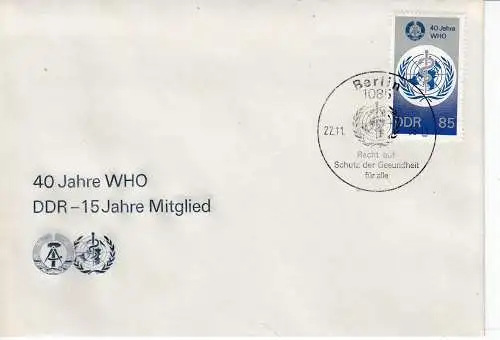 40 Jahre
WHO
DDR 85
Berlin
1085
22.11.
Recht auf
Schutz der Gesundheit
für alle
40 Jahre WHO
DDR – 15 Jahre Mitglied